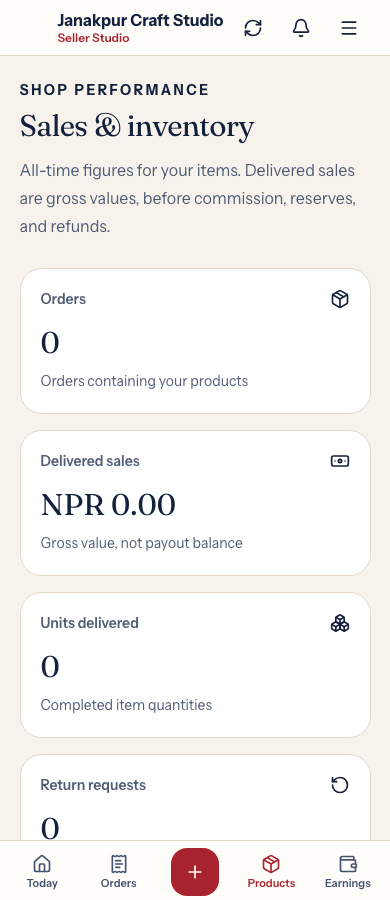 Janakpur Craft Studio
Seller Studio
SHOP PERFORMANCE
Sales & inventory
All-time figures for your items. Delivered sales
are gross values, before commission, reserves,
and refunds.
Orders
0
Orders containing your products
Delivered sales
NPR 0.00
Gross value, not payout balance
Units delivered
0
Completed item quantities
Return requests
0
Today
Orders
Products
Earnings